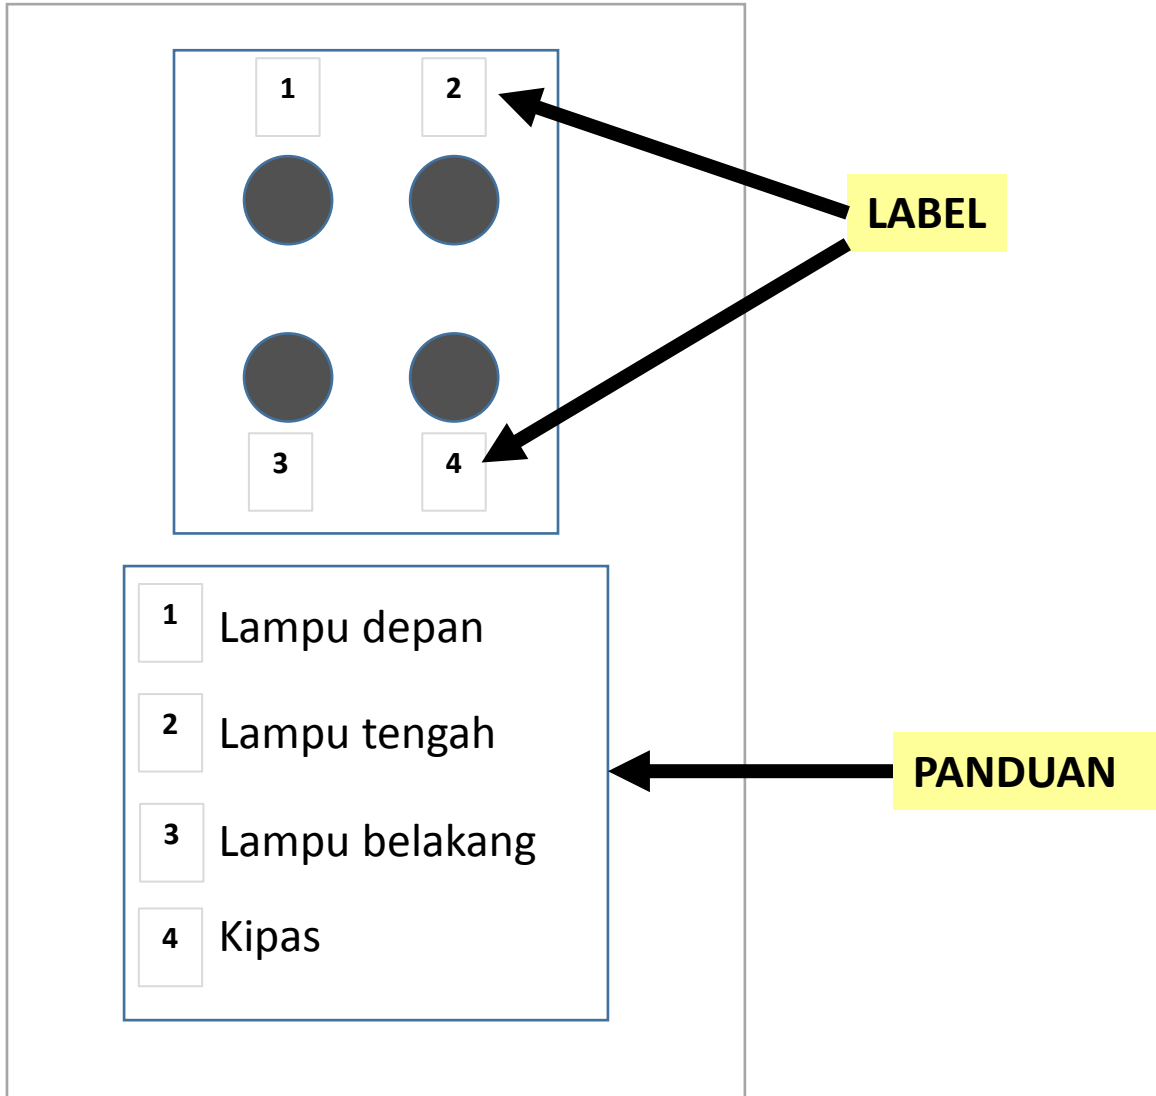 1 2
LABEL
3 4
1 Lampu depan
2 Lampu tengah
PANDUAN
3 Lampu belakang
4 Kipas